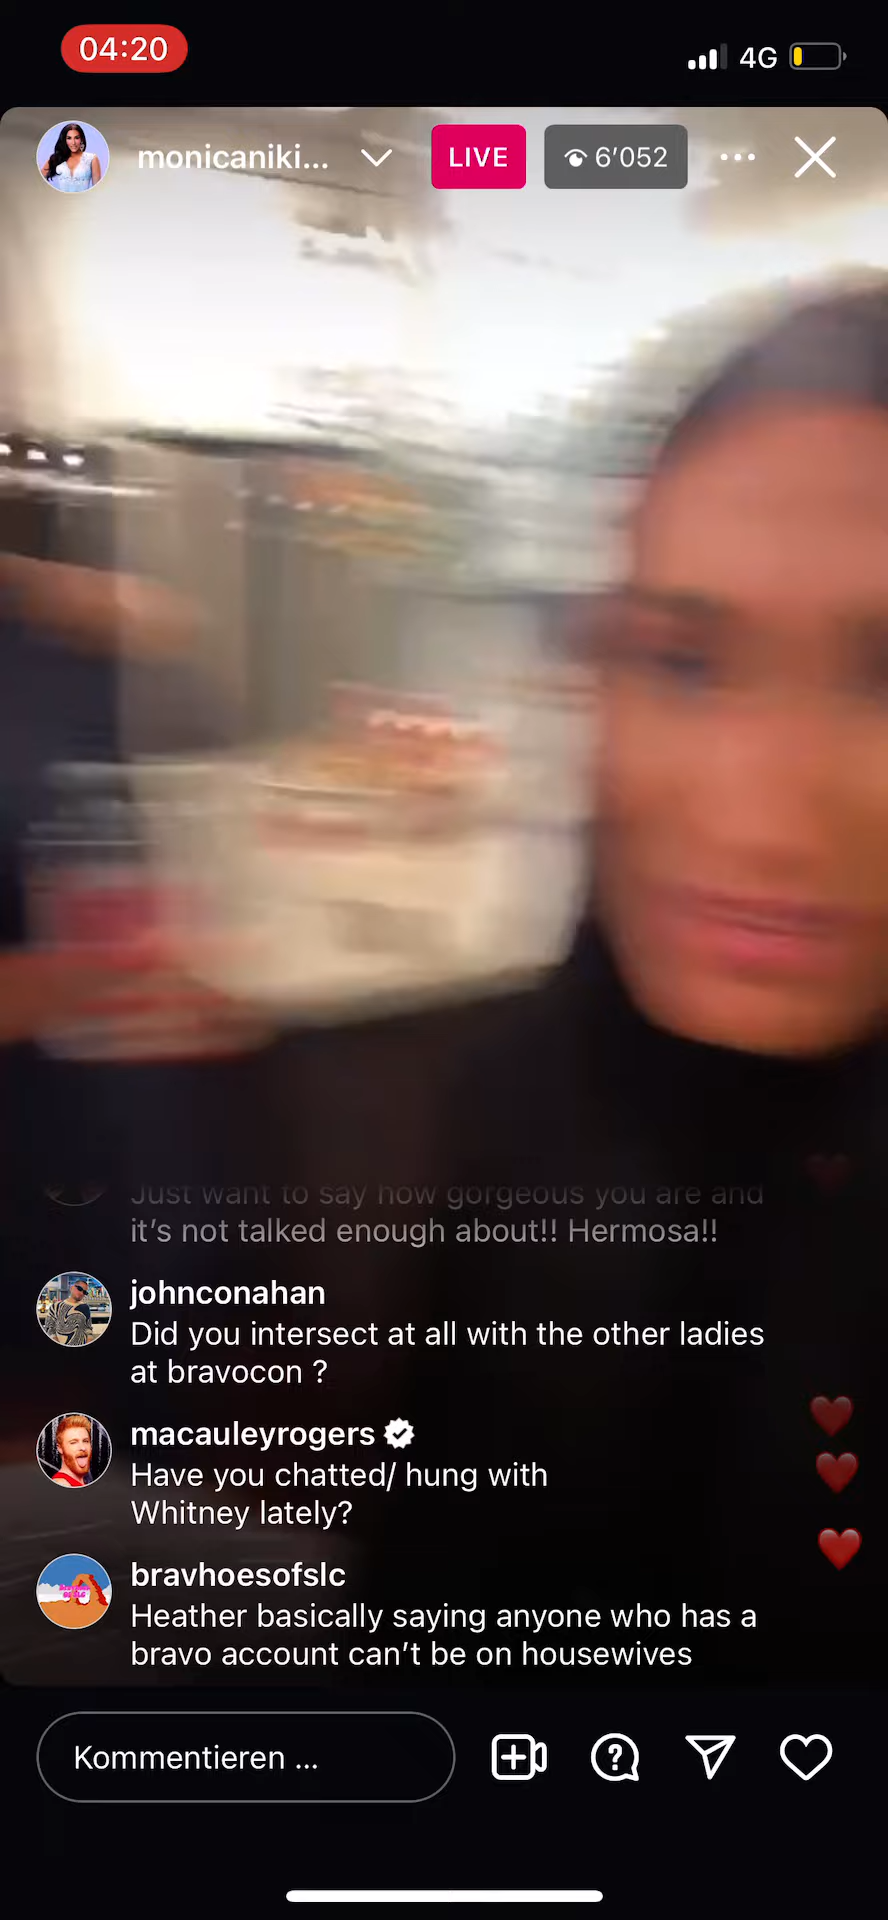 04:20
4G
monicaniki...
LIVE
6’052
Just want to say how gorgeous you are and
it’s not talked enough about!! Hermosa!!
johnconahan
Did you intersect at all with the other ladies
at bravocon ?
macauleyrogers
Have you chatted/ hung with
Whitney lately?
bravhoesofslc
Heather basically saying anyone who has a
bravo account can’t be on housewives
Kommentieren ...